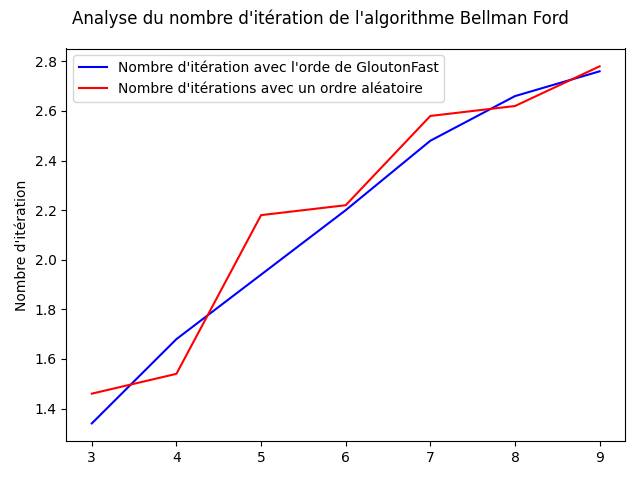 Analyse du nombre d'itération de l'algorithme Bellman Ford
Nombre d'itération avec l'orde de GloutonFast
Nombre d'itérations avec un ordre aléatoire
Nombre d'itération
2.8
2.6
2.4
2.2
2.0
1.8
1.6
1.4
3 4 5 6 7 8 9